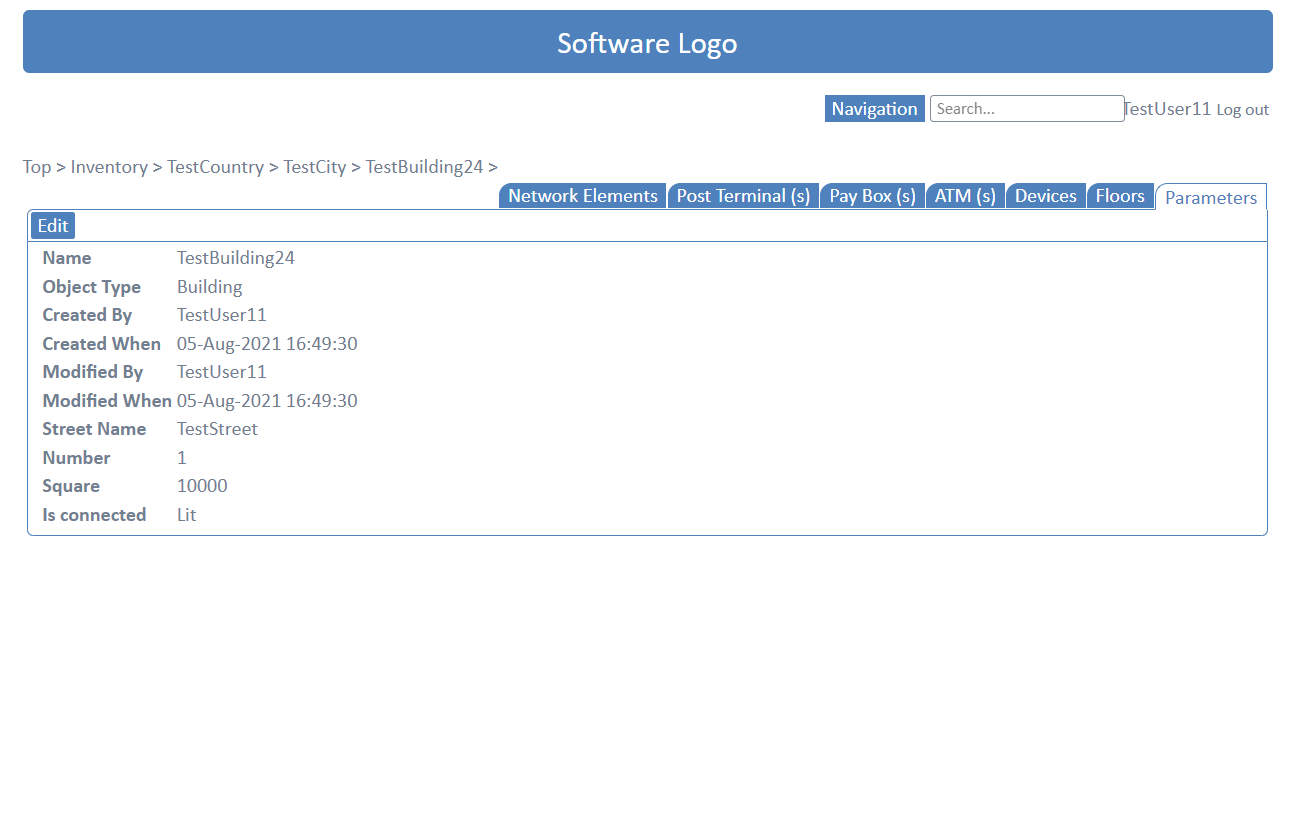 Software Logo
Navigation Search... TestUser11 Log out
Top > Inventory > TestCountry > TestCity > TestBuilding24 >
Network Elements Post Terminal (s) Pay Box (s) ATM (s) Devices Floors Parameters
Edit
Name TestBuilding24
Object Type Building
Created By TestUser11
Created When 05-Aug-2021 16:49:30
Modified By TestUser11
Modified When 05-Aug-2021 16:49:30
Street Name TestStreet
Number 1
Square 10000
Is connected Lit